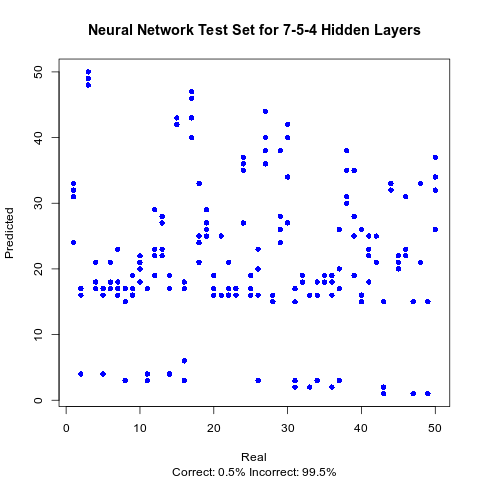 Neural Network Test Set for 7-5-4 Hidden Layers
Predicted
50
40
30
20
10
0
0 10 20 30 40 50
Real
Correct: 0.5% Incorrect: 99.5%